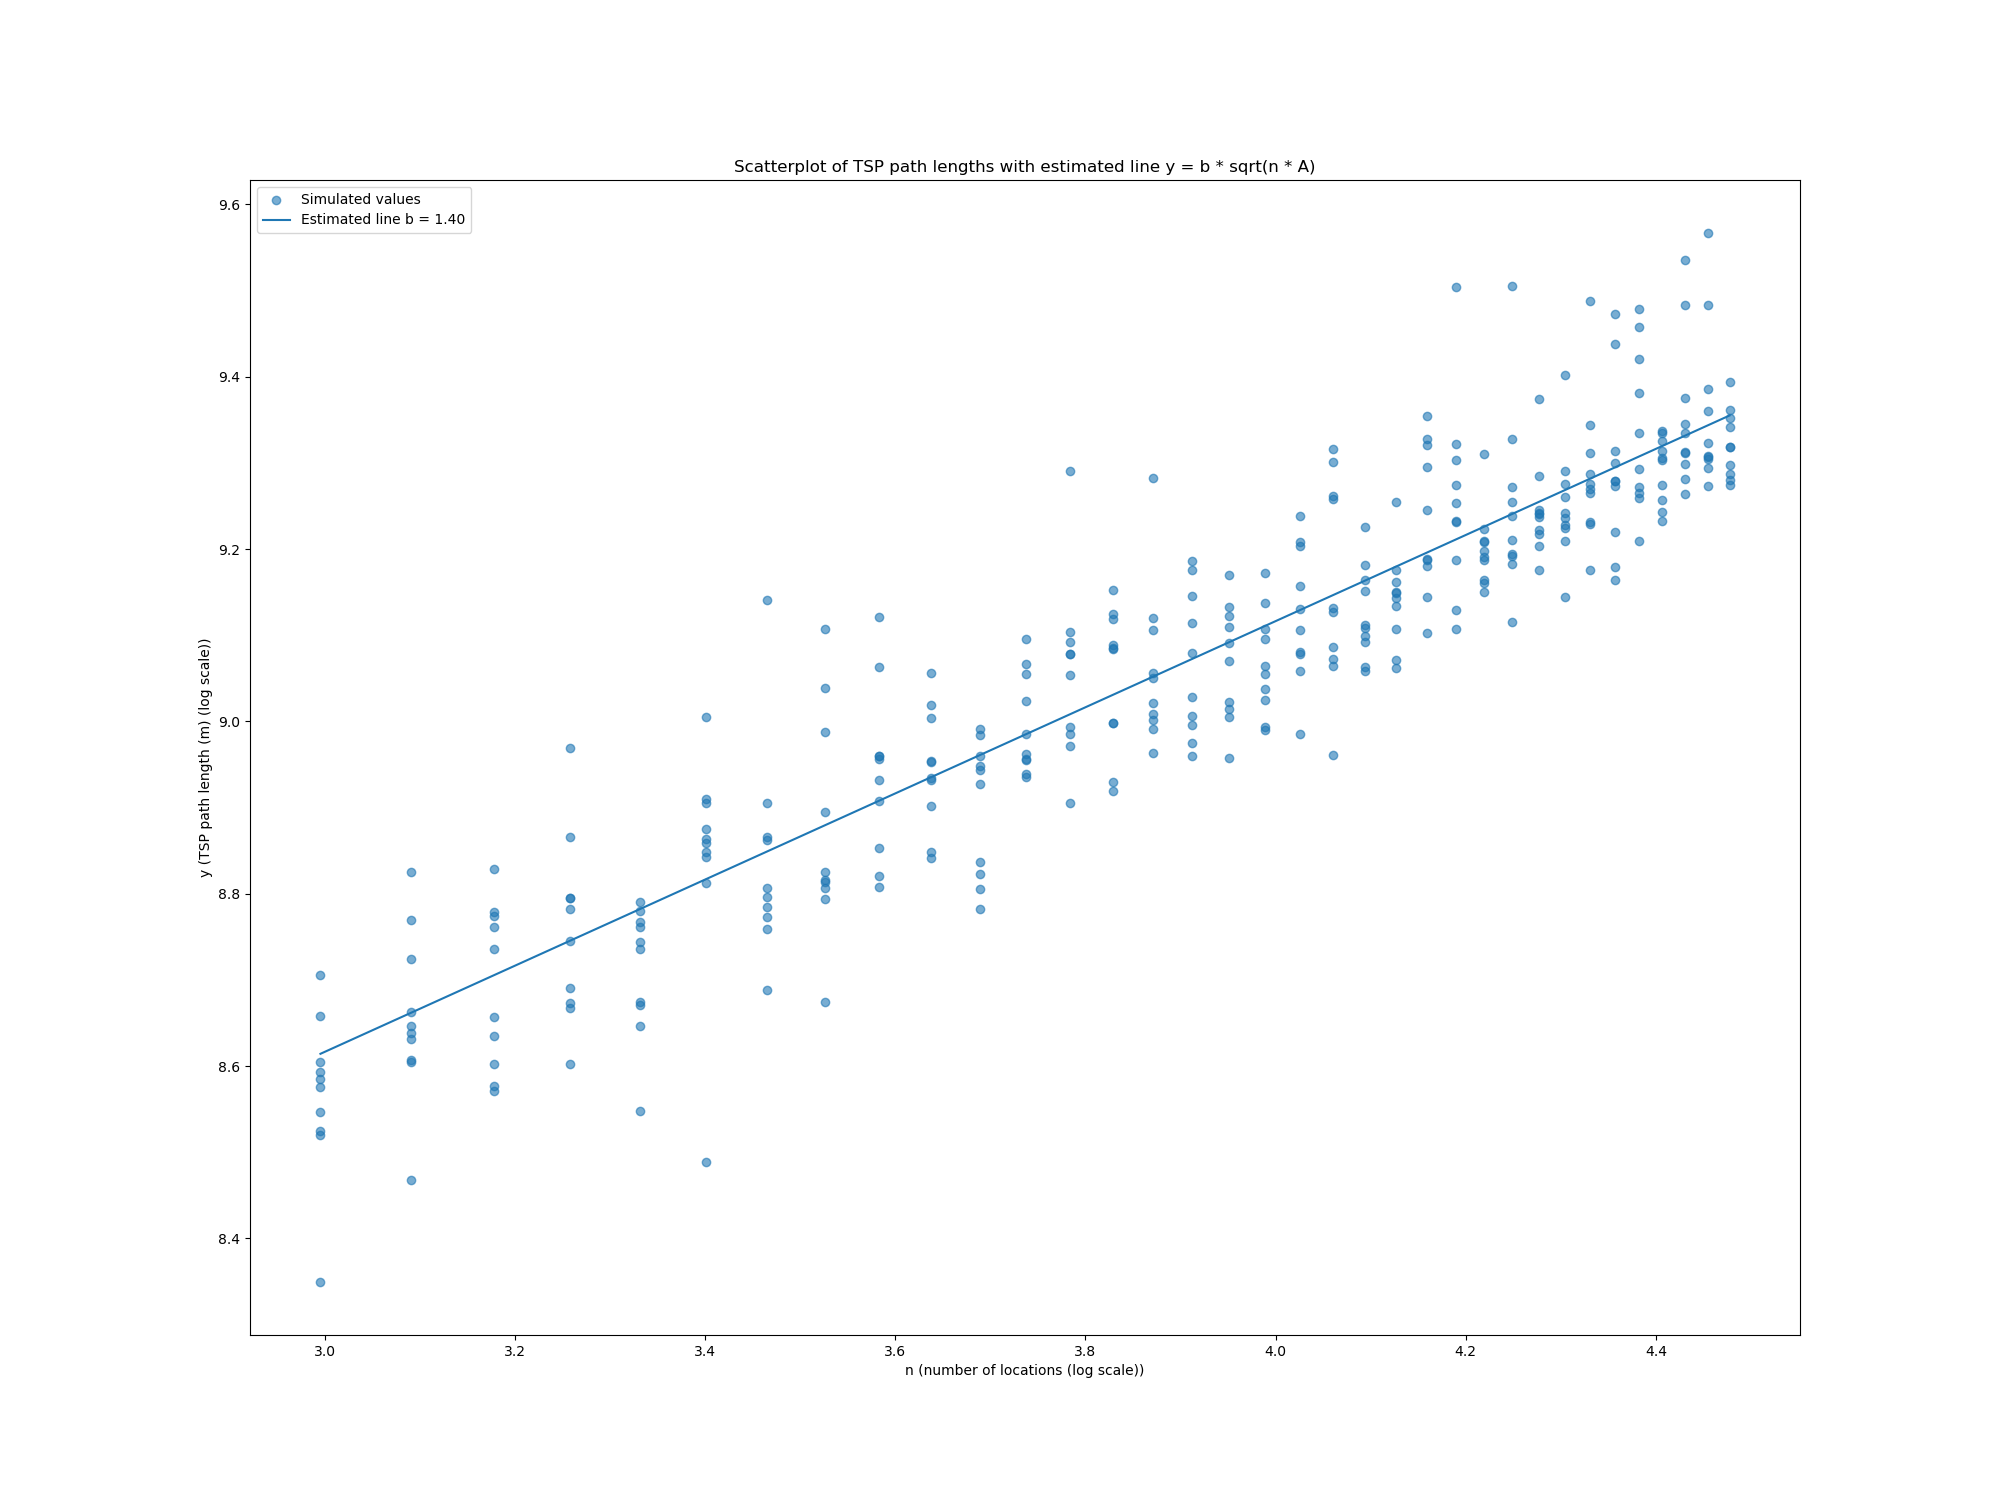 Scatterplot of TSP path lengths with estimated line y = b * sqrt(n * A)
Simulated values
Estimated line b = 1.40
9.6
9.4
9.2
9.0
8.8
8.6
8.4
y (TSP path length (m) (log scale))
3.0 3.2 3.4 3.6 3.8 4.0 4.2 4.4
n (number of locations (log scale))